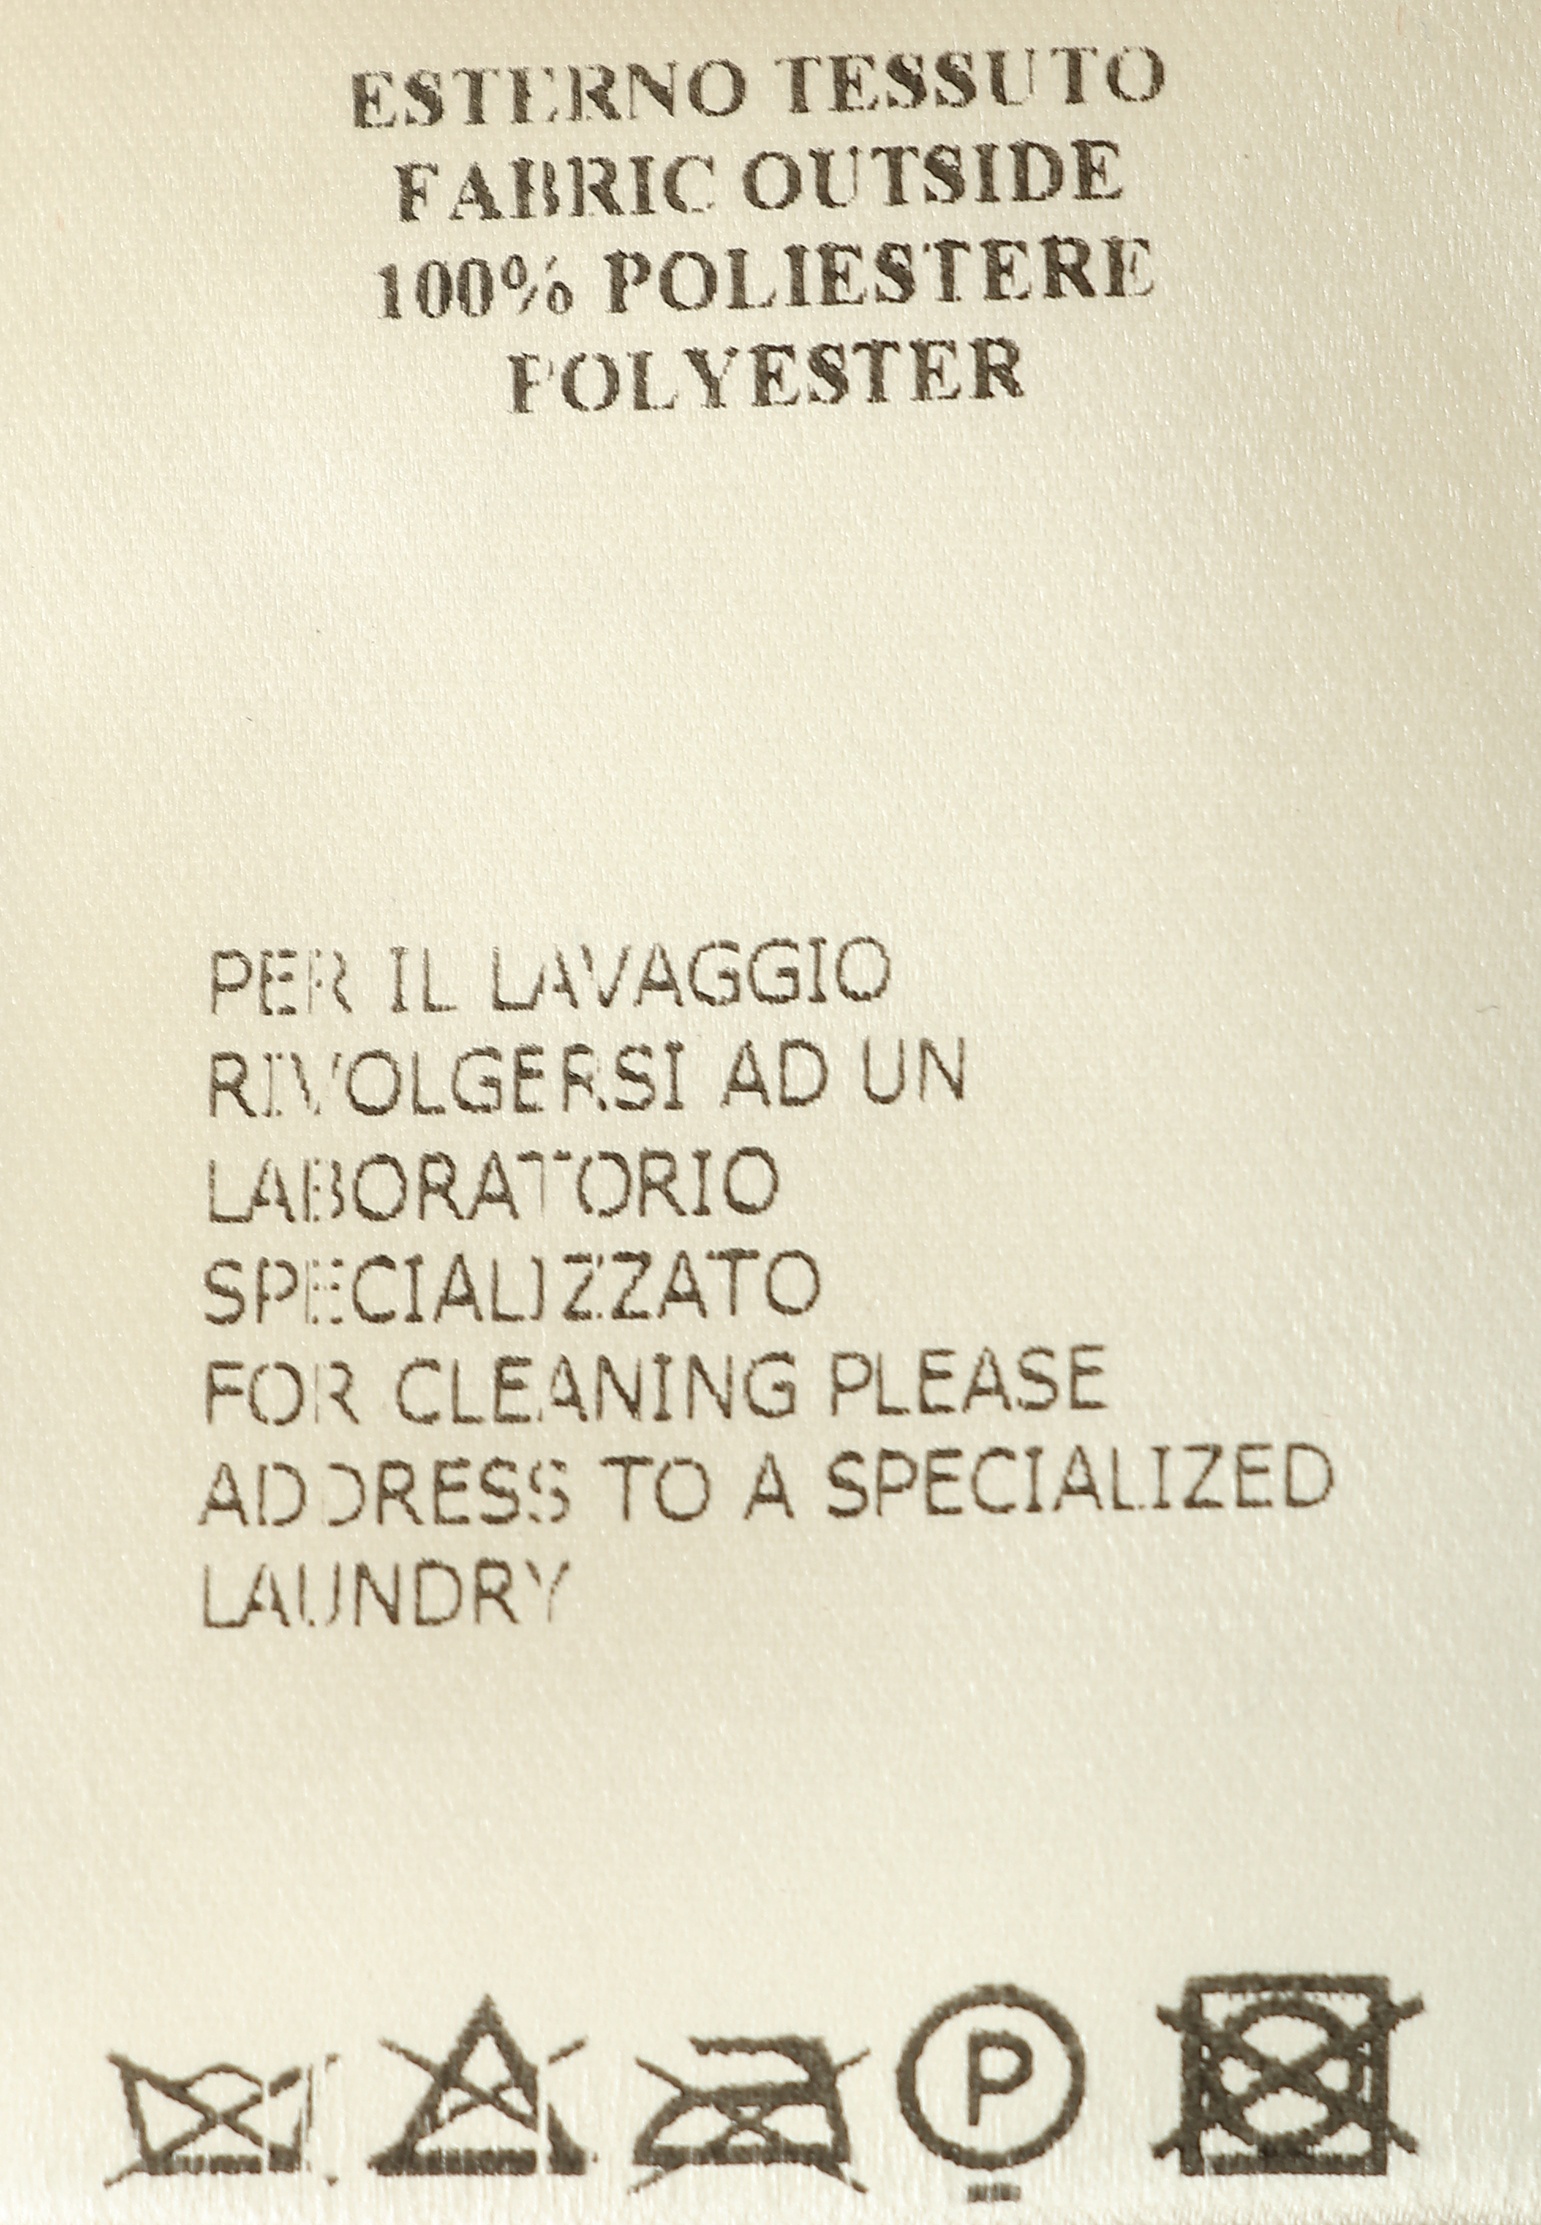 ESTERNO TESSUTO
FABRIC OUTSIDE
100% POLIESTERE
POLYESTER
PER IL LAVAGGIO
RIVOLGERSI AD UN
LABORATORIO
SPECIALIZZATO
FOR CLEANING PLEASE
ADDRESS TO A SPECIALIZED
LAUNDRY
P